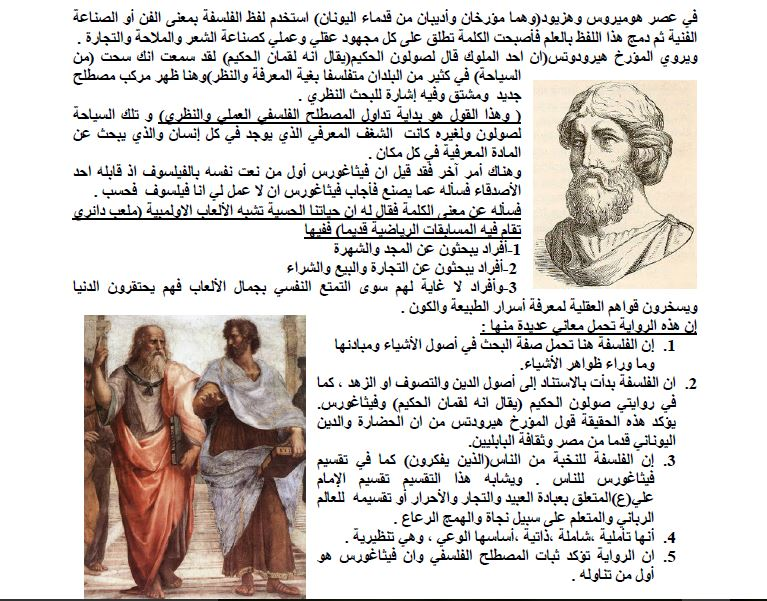 في عصر هوميروس وهزيود(وهما مؤرخان وأديبان من قدماء اليونان) استخدم لفظ الفلسفة بمعنى الفن أو الصناعة
الفنية ثم دمج هذا اللفظ بالعلم فأصبحت الكلمة تطلق على كل مجهود عقلي وعملي كصناعة الشعر والملاحة والتجارة .
ويروي المؤرخ هيرودوتس(ان احد الملوك قال لصولون الحكيم(يقال انه لقمان الحكيم) لقد سمعت انك سحت (من
السياحة) في كثير من البلدان متفلسفا بغية المعرفة والنظر)وهنا ظهر مركب مصطلح
جديد ومشتق وفيه إشارة للبحث النظري .
( وهذا القول هو بداية تداول المصطلح الفلسفي العملي والنظري) و تلك السياحة
لصولون ولغيره كانت الشغف المعرفي الذي يوجد في كل إنسان والذي يبحث عن
المادة المعرفية في كل مكان .
وهناك أمر آخر فقد قيل ان فيثاغورس أول من نعت نفسه بالفيلسوف اذ قابله احد
الأصدقاء فسأله عما يصنع فأجاب فيثاغورس ان لا عمل لي انا فيلسوف فحسب .
فسأله عن معنى الكلمة فقال له ان حياتنا الحسية تشبه الألعاب الاولمبية (ملعب دائري
تقام فيه المسابقات الرياضية قديما) ففيها
1-أفراد يبحثون عن المجد والشهرة
2-أفراد يبحثون عن التجارة والبيع والشراء
3-وأفراد لا غاية لهم سوى التمتع النفسي بجمال الألعاب فهم يحتقرون الدنيا
ويسخرون قواهم العقلية لمعرفة أسرار الطبيعة والكون .
إن هذه الرواية تحمل معاني عديدة منها :
1. إن الفلسفة هنا تحمل صفة البحث في أصول الأشياء ومبادئها
وما وراء ظواهر الأشياء.
2. ان الفلسفة بدأت بالاستناد إلى أصول الدين والتصوف او الزهد ، كما
في روايتي صولون الحكيم (يقال انه لقمان الحكيم) وفيثاغورس.
يؤكد هذه الحقيقة قول المؤرخ هيرودتس من ان الحضارة والدين
اليوناني قدما من مصر وثقافة البابليين.
3. إن الفلسفة للنخبة من الناس(الذين يفكرون) كما في تقسيم
فيثاغورس للناس . ويشابه هذا التقسيم تقسيم الإمام
علي(ع)المتعلق بعبادة العبيد والتجار والأحرار أو تقسيمه للعالم
الرباني والمتعلم على سبيل نجاة والهمج الرعاع .
4. أنها تأملية ،شاملة ،ذاتية ،أساسها الوعي ، وهي تنظيرية .
5. ان الرواية تؤكد ثبات المصطلح الفلسفي وان فيثاغورس هو
أول من تناوله .